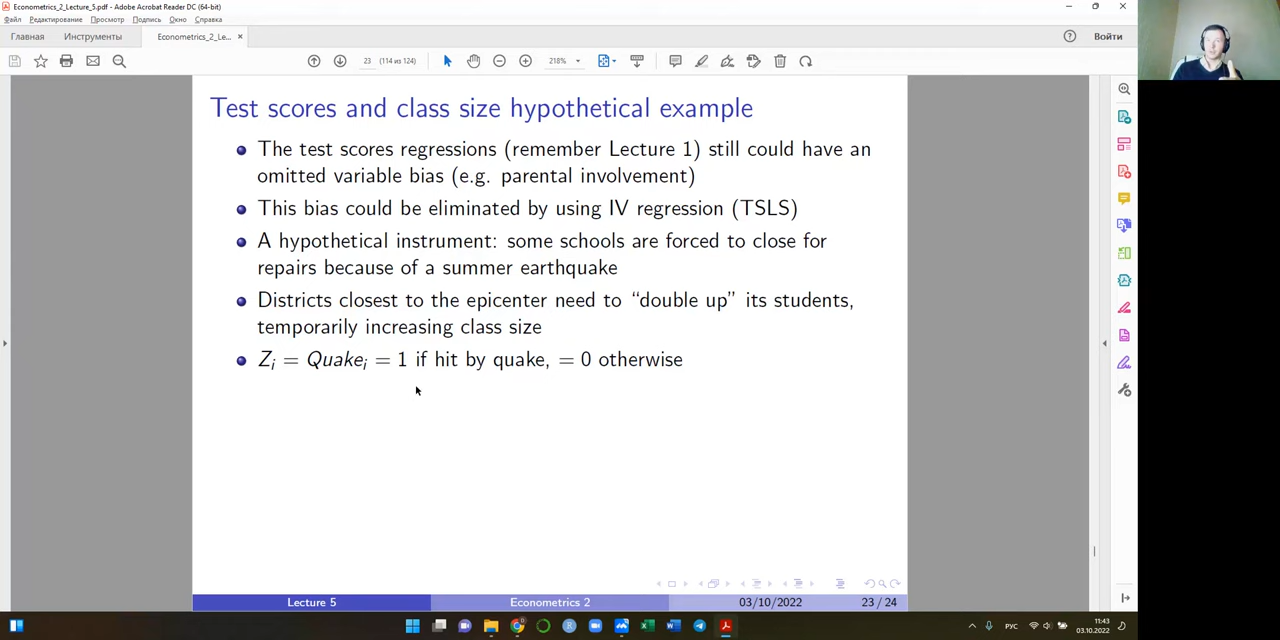 Econometrics_2_Lecture_5.pdf - Adobe Acrobat Reader DC (64-bit)
Файл Редактирование Просмотр Подпись Окно Справка
Главная Инструменты Econometrics_2_Le... × Войти
23 (114 из 124) 218%
Test scores and class size hypothetical example
The test scores regressions (remember Lecture 1) still could have an
omitted variable bias (e.g. parental involvement)
This bias could be eliminated by using IV regression (TSLS)
A hypothetical instrument: some schools are forced to close for
repairs because of a summer earthquake
Districts closest to the epicenter need to “double up” its students,
temporarily increasing class size
Zᵢ = Quakeᵢ = 1 if hit by quake, = 0 otherwise
Lecture 5 Econometrics 2 03/10/2022 23 / 24
РУС 11:43
03.10.2022